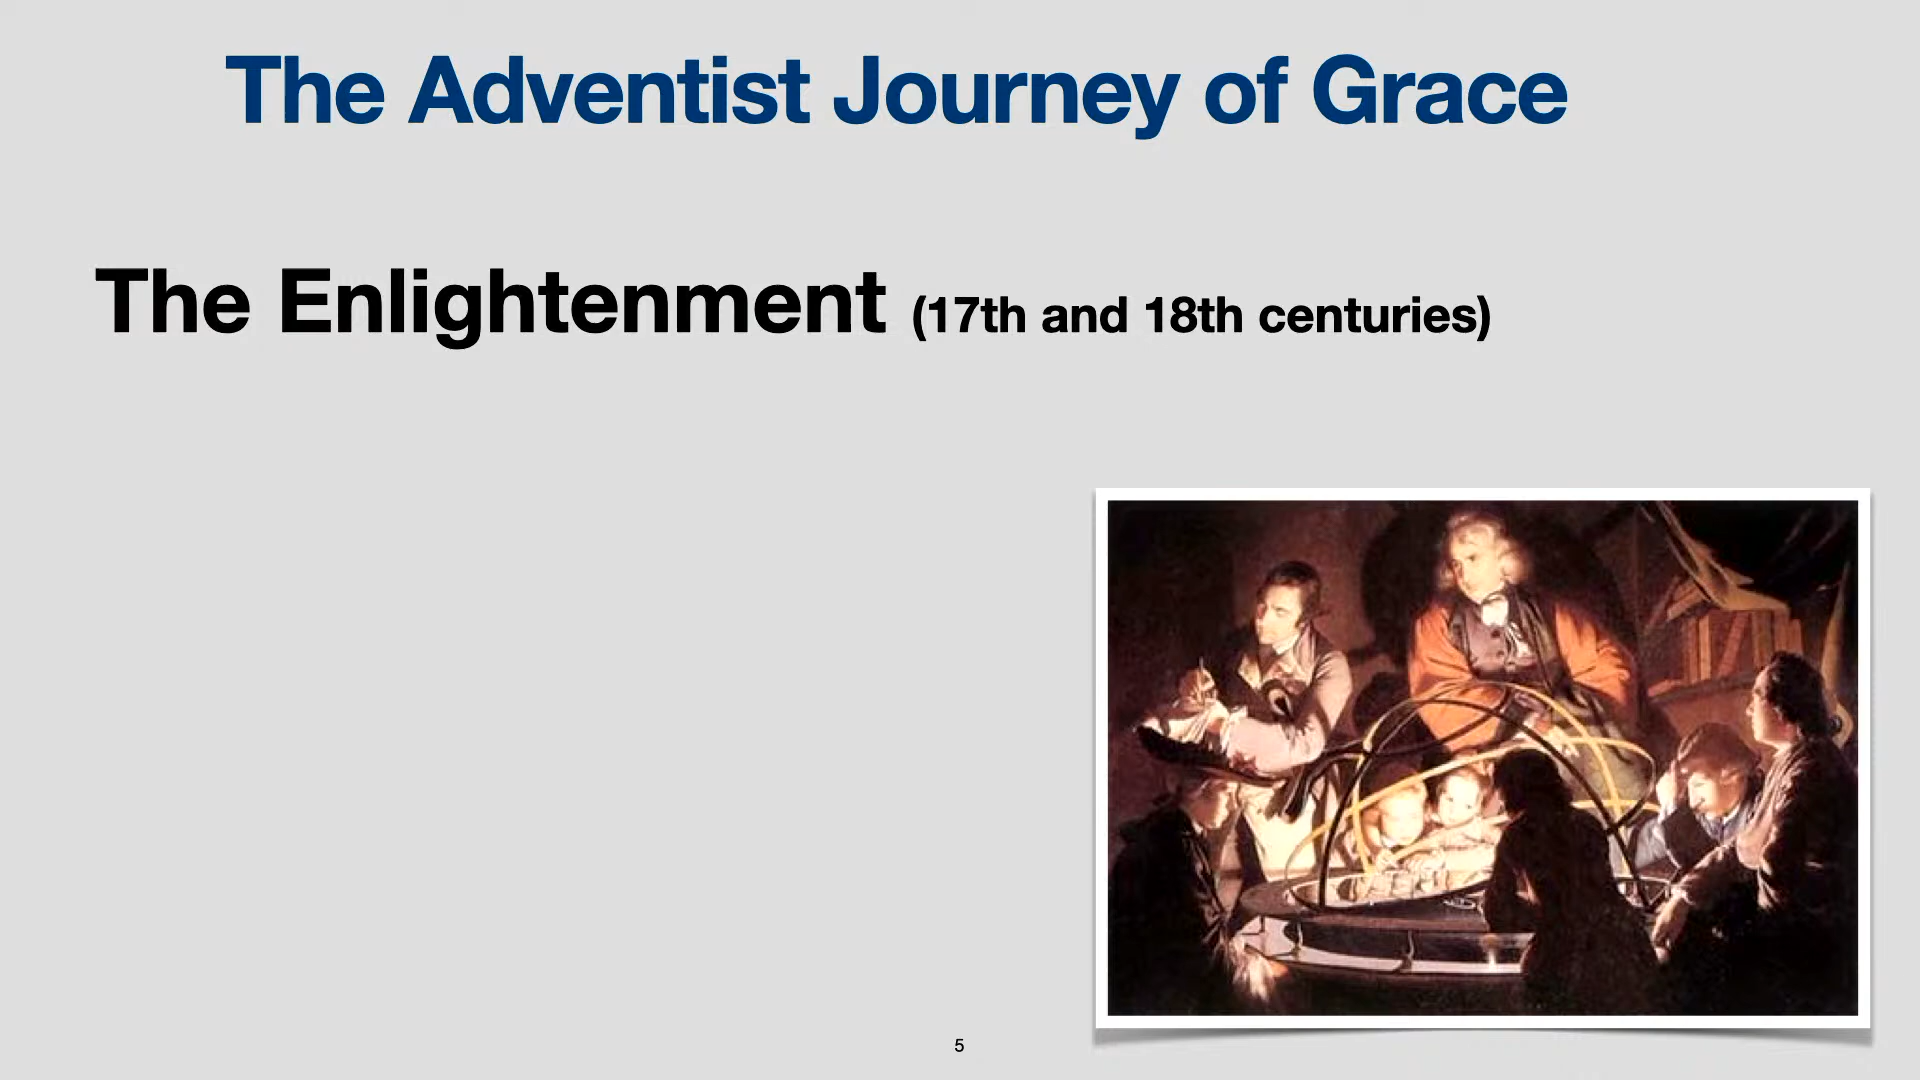 The Adventist Journey of Grace
The Enlightenment (17th and 18th centuries)
5